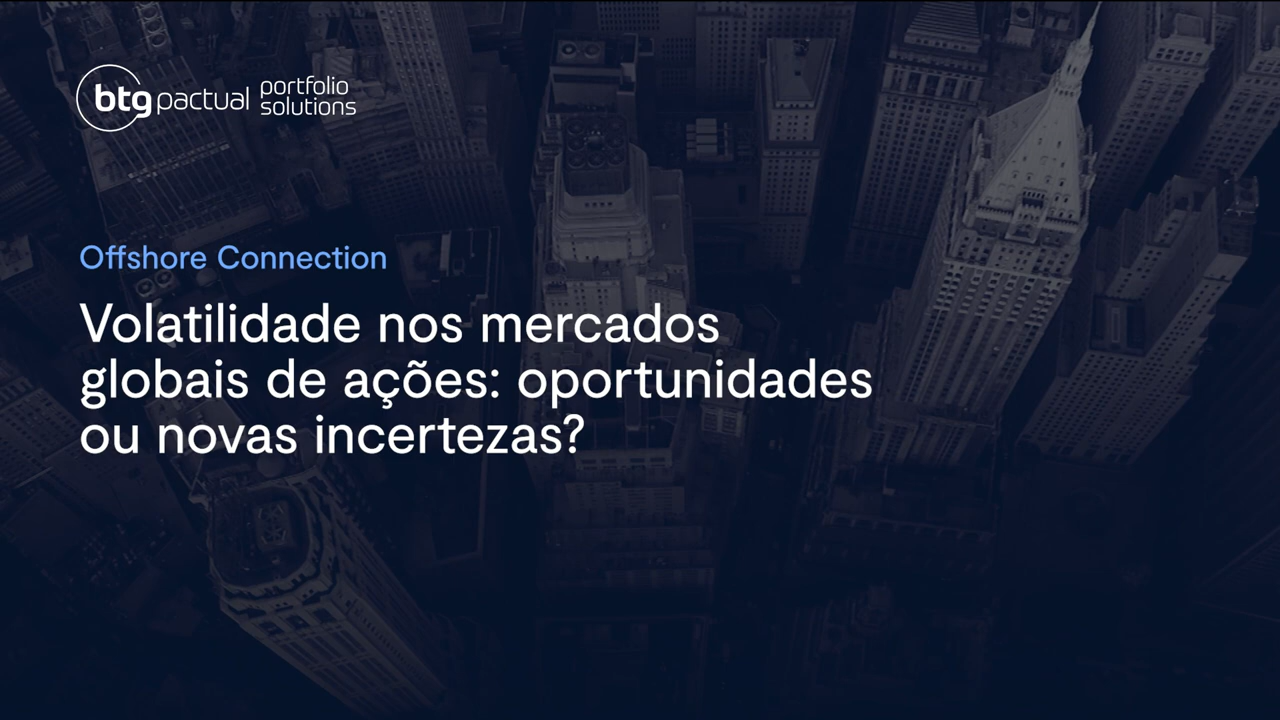 btg pactual portfolio solutions
Offshore Connection
Volatilidade nos mercados
globais de ações: oportunidades
ou novas incertezas?